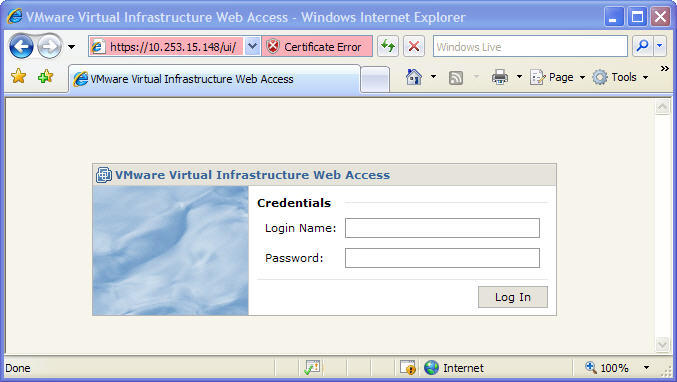 VMware Virtual Infrastructure Web Access - Windows Internet Explorer
https://10.253.15.148/ui/ Certificate Error Windows Live
VMware Virtual Infrastructure Web Access Page Tools »
VMware Virtual Infrastructure Web Access
Credentials
Login Name:
Password:
Log In
Done Internet 100%